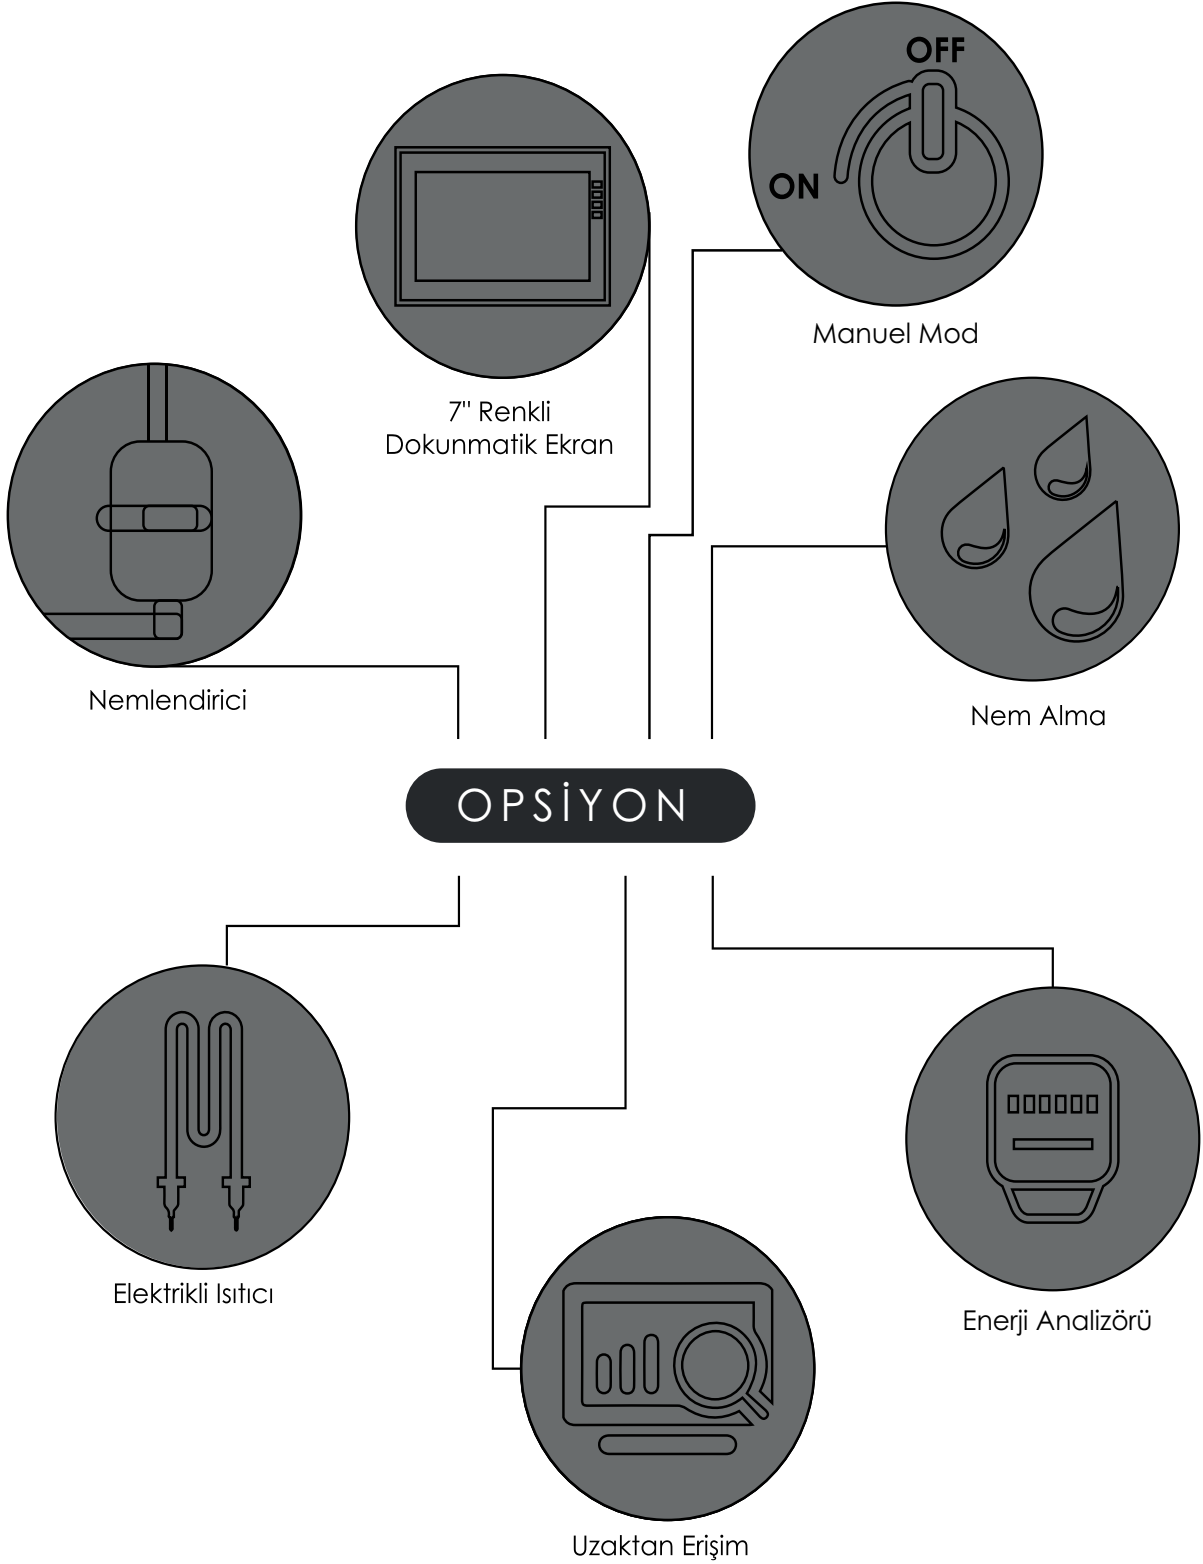 OFF
ON
Manuel Mod
7" Renkli
Dokunmatik Ekran
Nemlendirici
Nem Alma
OPSİYON
Elektrikli Isıtıcı
Enerji Analizörü
Uzaktan Erişim